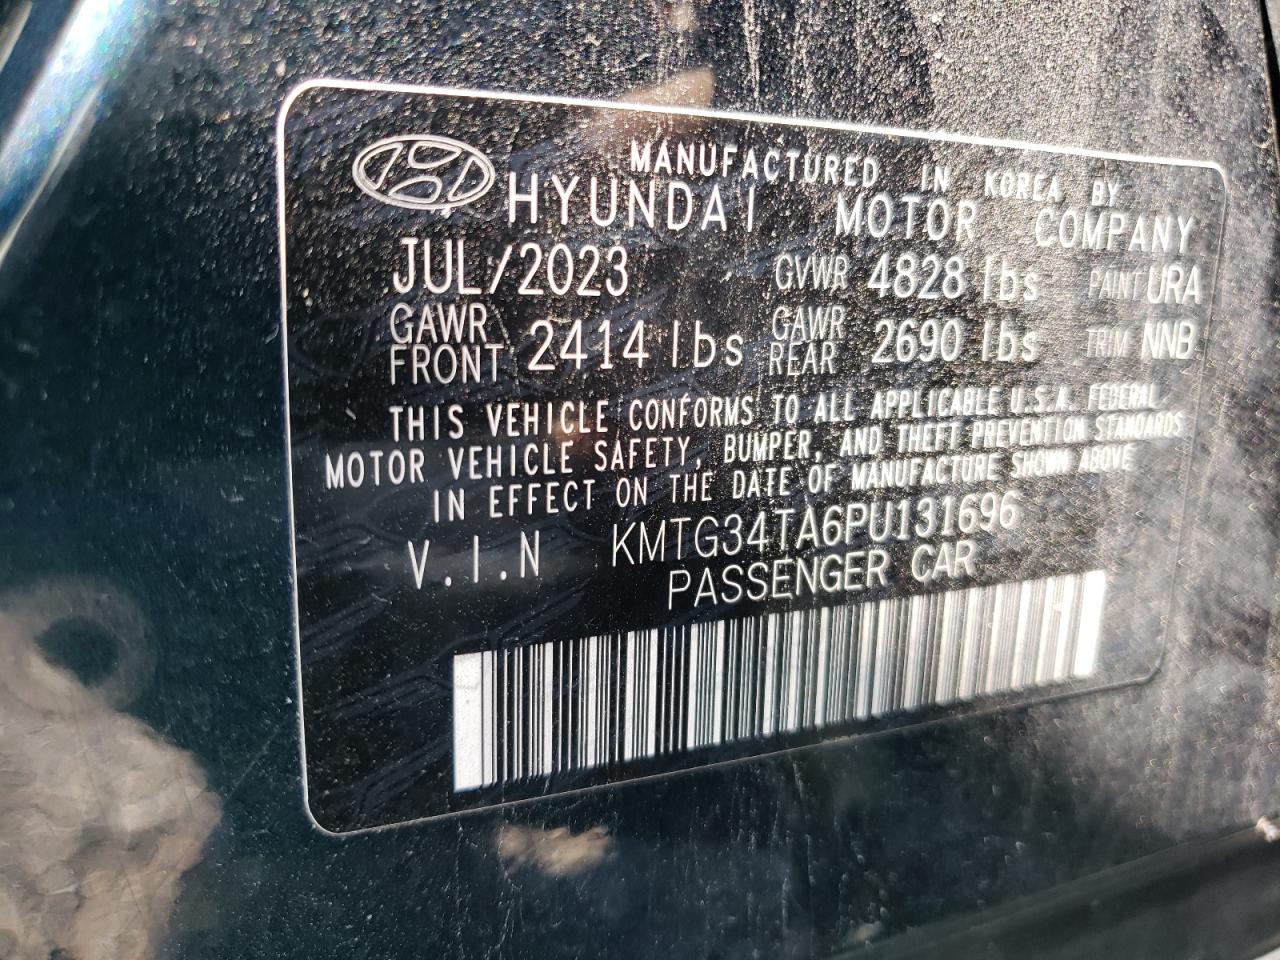 MANUFACTURED IN KOREA BY
HYUNDAI MOTOR COMPANY
JUL/2023 GVWR 4828 lbs PAINT URA
GAWR FRONT 2414 lbs GAWR REAR 2690 lbs TRIM NNB
THIS VEHICLE CONFORMS TO ALL APPLICABLE U.S.A. FEDERAL
MOTOR VEHICLE SAFETY, BUMPER, AND THEFT PREVENTION STANDARDS
IN EFFECT ON THE DATE OF MANUFACTURE SHOWN ABOVE
V.I.N KMTG34TA6PU131696
PASSENGER CAR